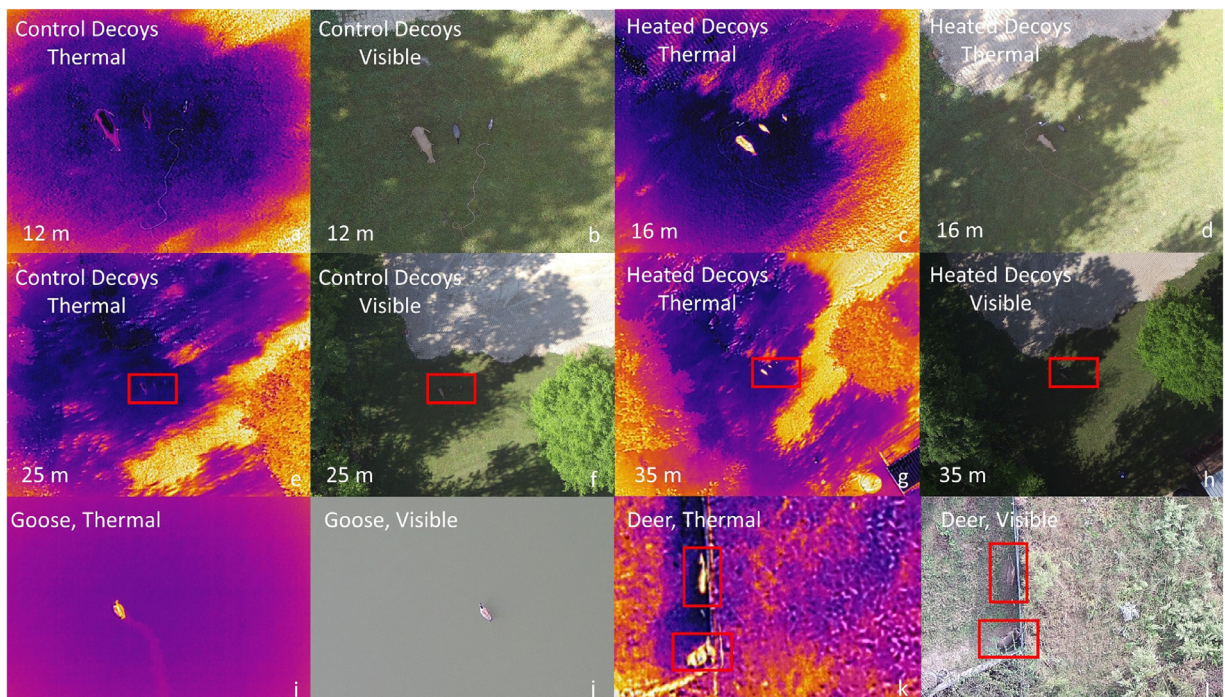 Control Decoys
Thermal
12 m
a
Control Decoys
Visible
12 m
b
Heated Decoys
Thermal
16 m
c
Heated Decoys
Thermal
16 m
d
Control Decoys
Thermal
25 m
e
Control Decoys
Visible
25 m
f
Heated Decoys
Thermal
35 m
g
Heated Decoys
Visible
35 m
h
Goose, Thermal
i
Goose, Visible
j
Deer, Thermal
k
Deer, Visible
l